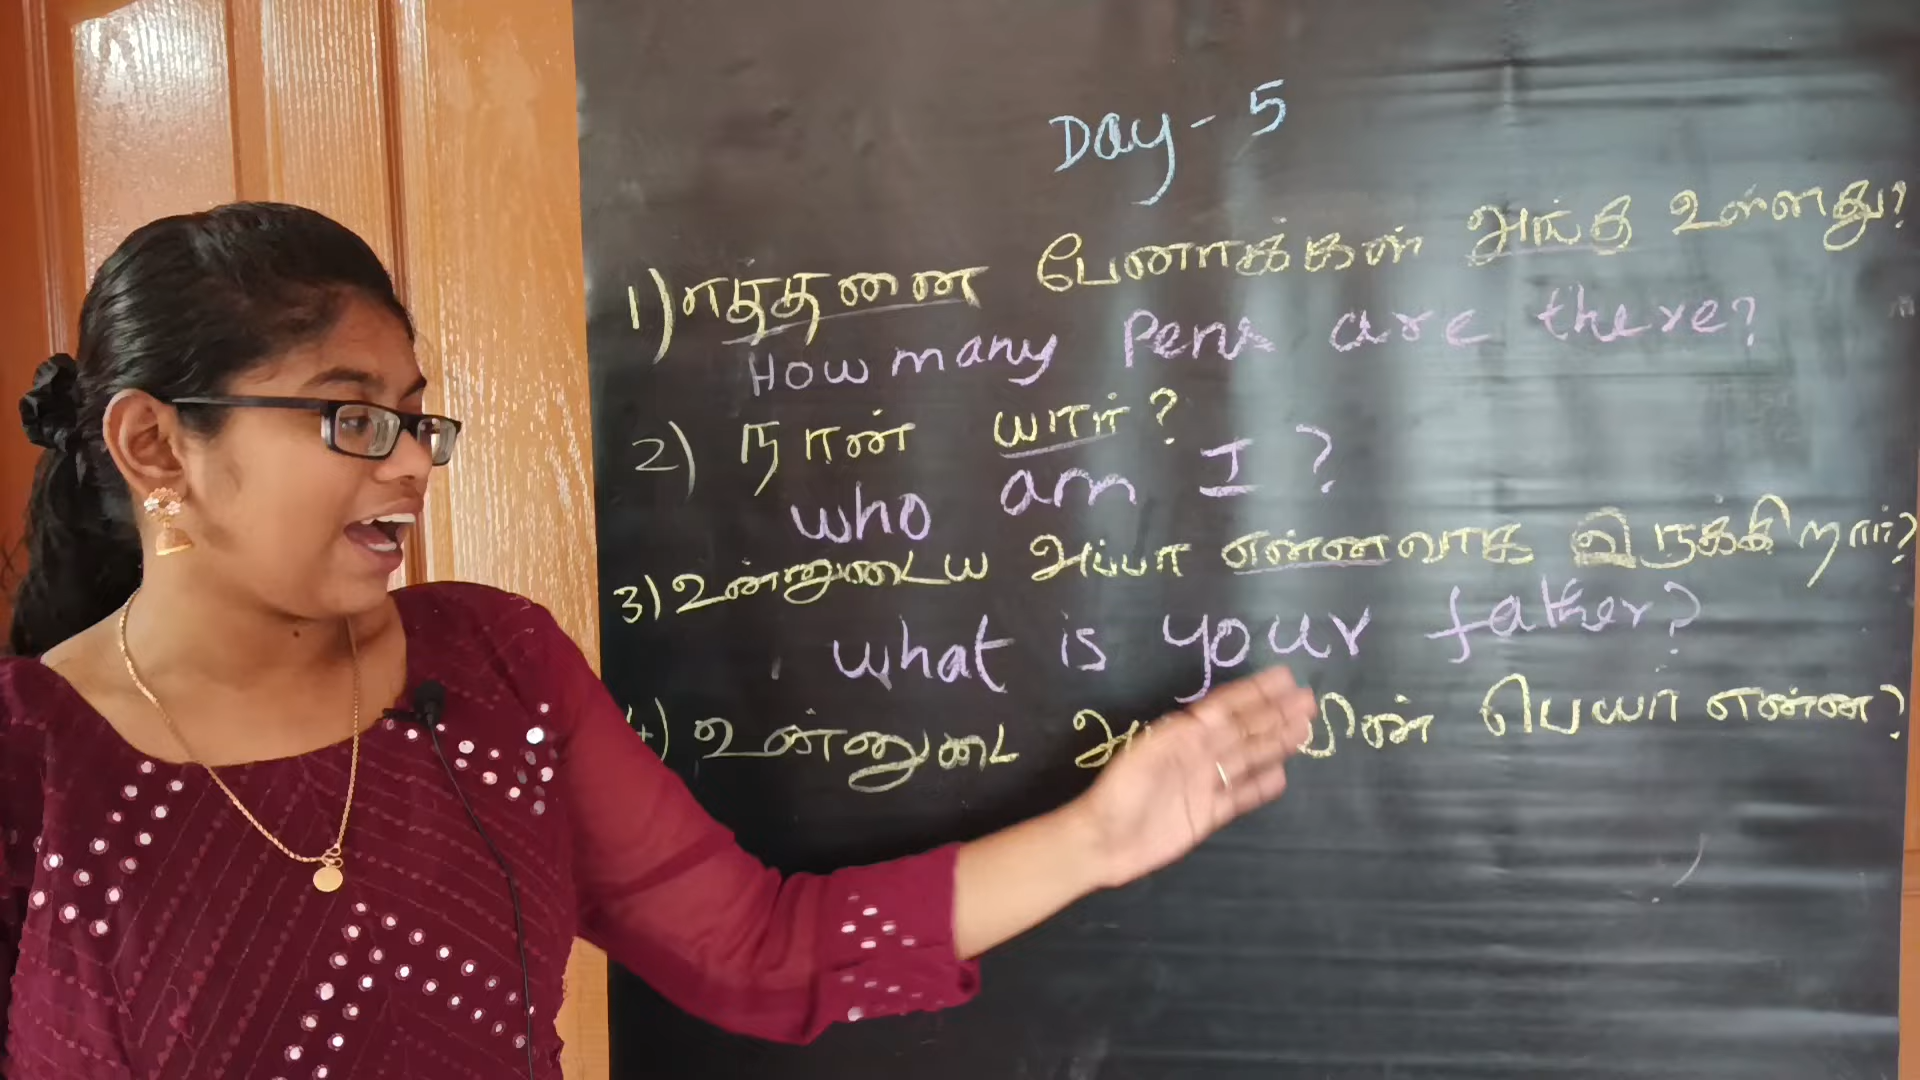 Day - 5
1) எத்தனை பேனாக்கள் அங்கு உள்ளது?
How many Pens are there?
2) நான் யார்?
who am I?
3) உன்னுடைய அப்பா என்னவாக இருக்கிறார்?
what is your father?
4) உன்னுடை பெயர் என்ன?